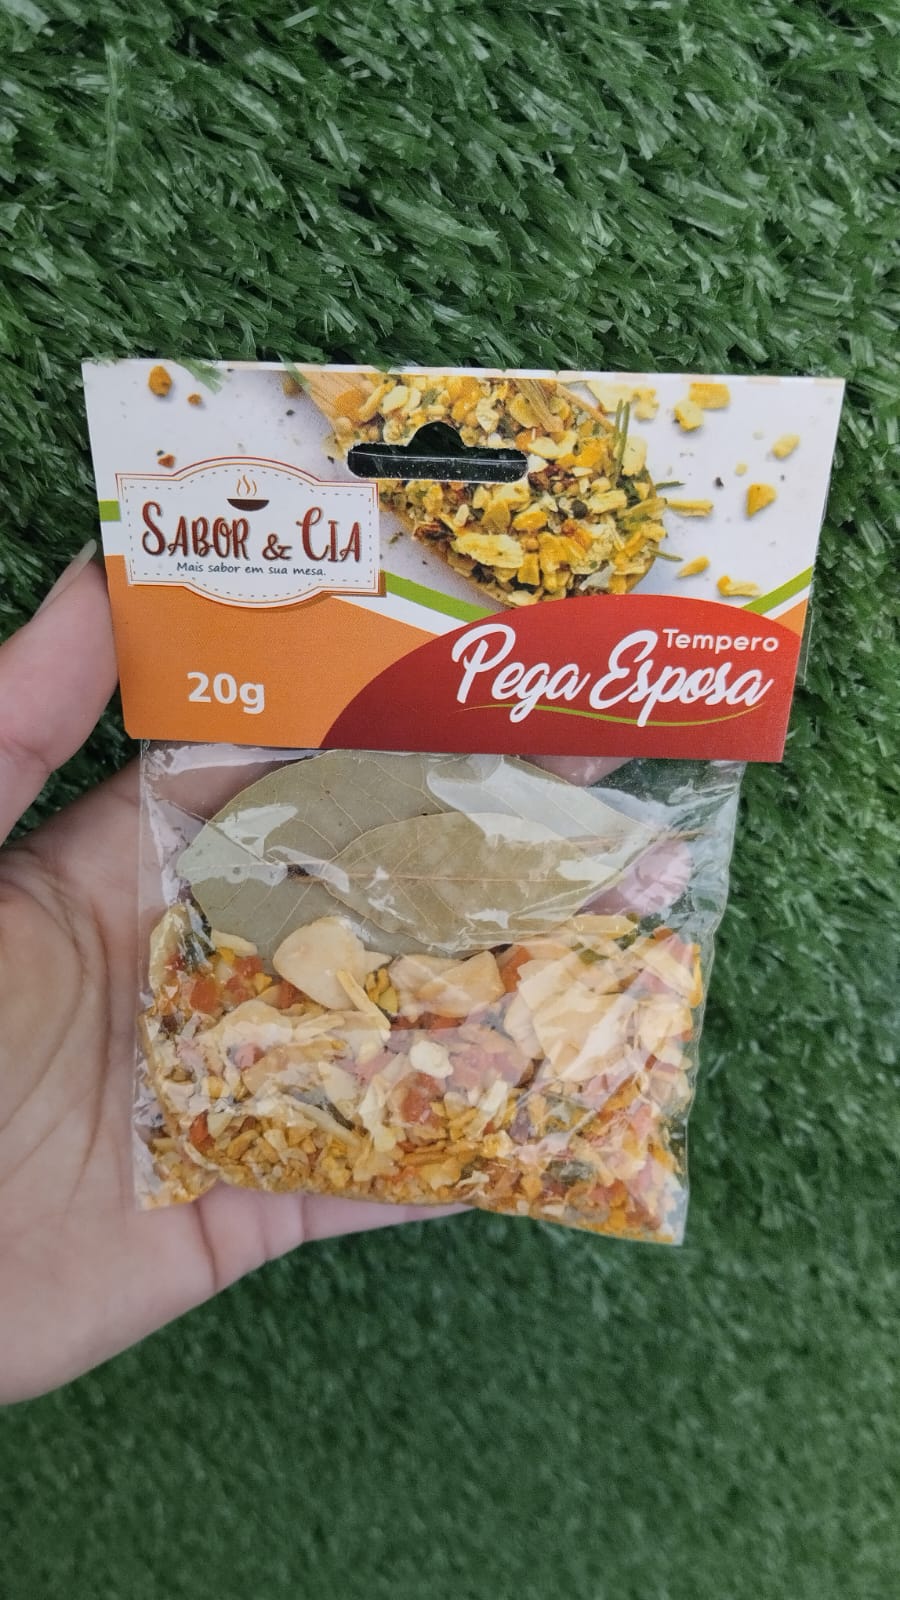 SABOR & CIA
Mais sabor em sua mesa.
20g
Tempero
Pega Esposa